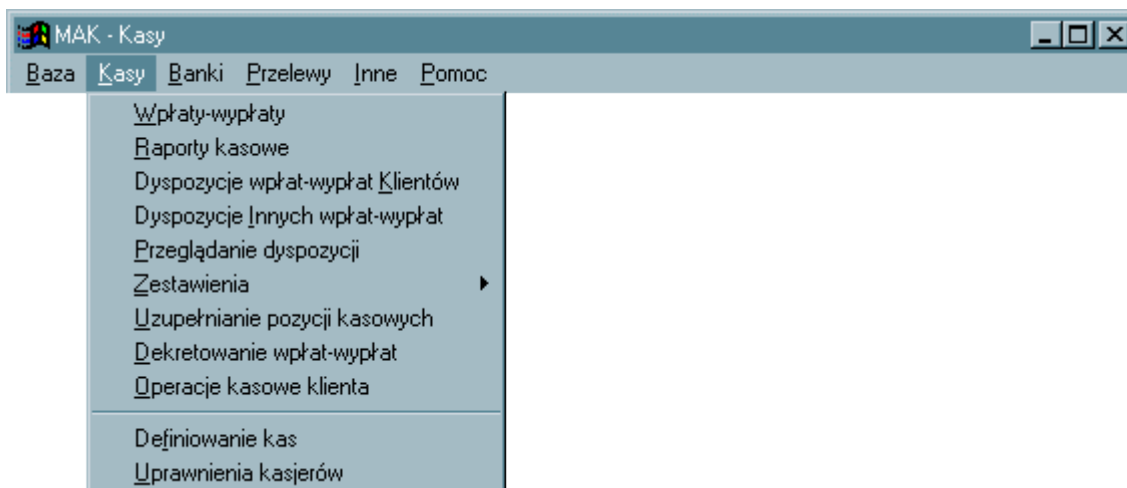 MAK - Kasy
Baza Kasy Banki Przelewy Inne Pomoc
Wpłaty-wypłaty
Raporty kasowe
Dyspozycje wpłat-wypłat Klientów
Dyspozycje Innych wpłat-wypłat
Przeglądanie dyspozycji
Zestawienia
Uzupełnianie pozycji kasowych
Dekretowanie wpłat-wypłat
Operacje kasowe klienta
Definiowanie kas
Uprawnienia kasjerów